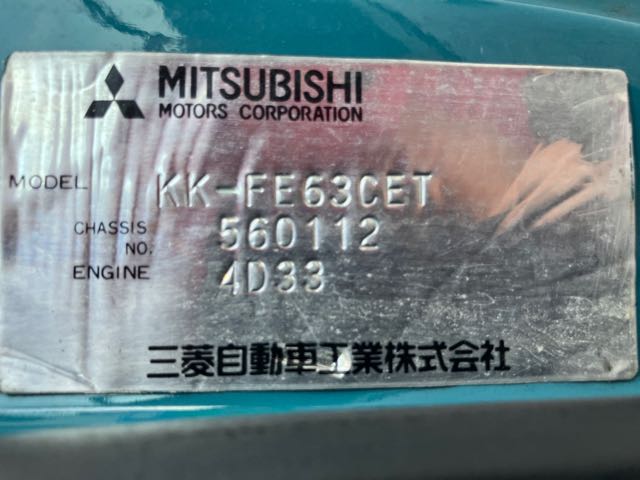 MITSUBISHI
MOTORS CORPORATION
MODEL KK-FE63CET
CHASSIS NO. 560112
ENGINE 4D33
三菱自動車工業株式会社